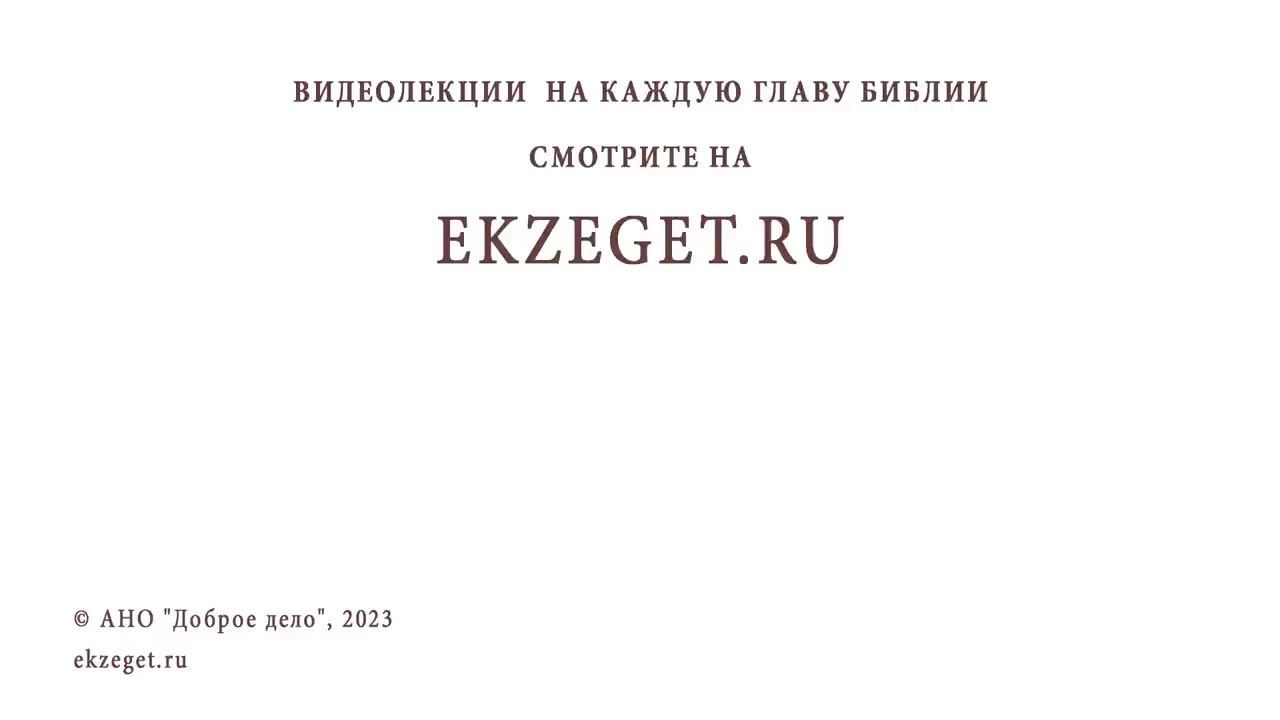 ВИДЕОЛЕКЦИИ НА КАЖДУЮ ГЛАВУ БИБЛИИ
СМОТРИТЕ НА
EKZEGET.RU
© АНО "Доброе дело", 2023
ekzeget.ru